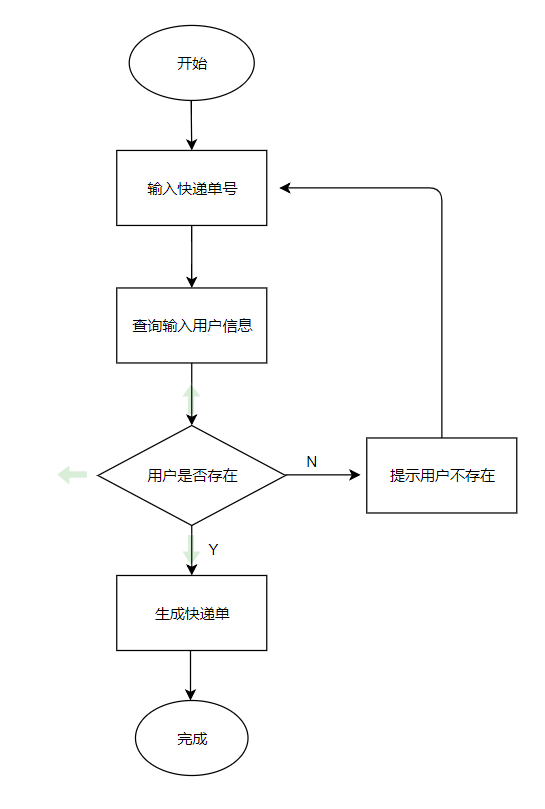 开始
输入快递单号
查询输入用户信息
用户是否存在
N
提示用户不存在
Y
生成快递单
完成